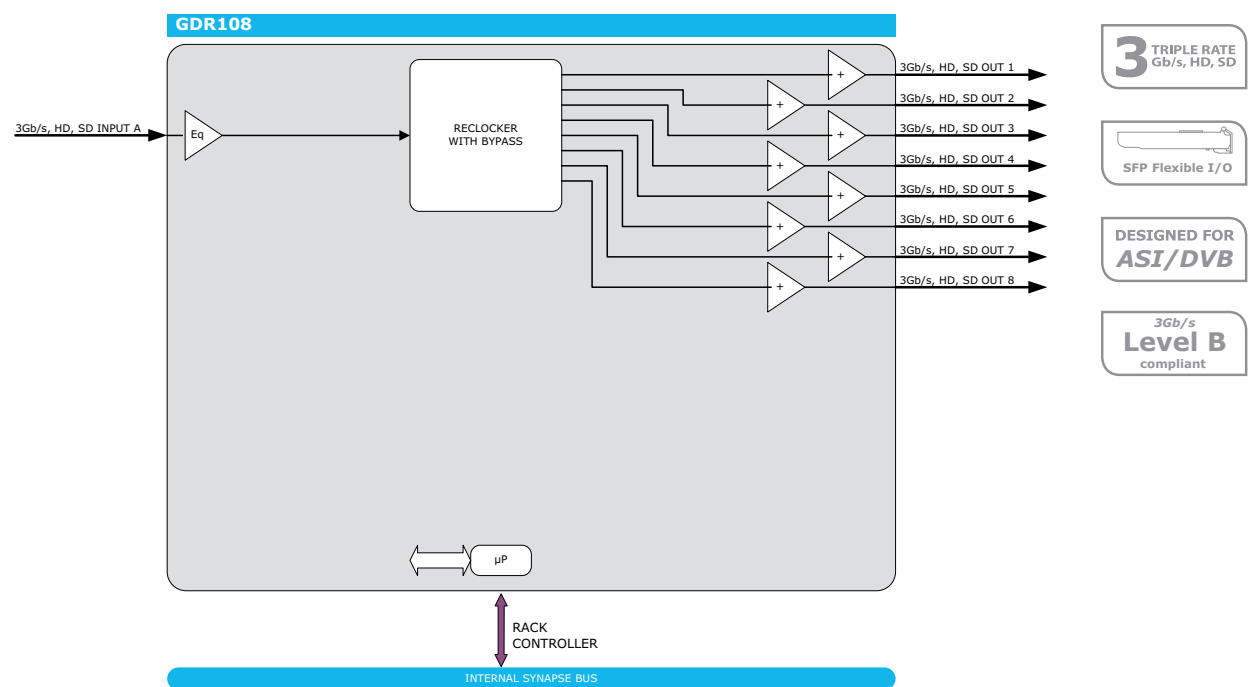 GDR108
3Gb/s, HD, SD INPUT A
Eq
RECLOCKER
WITH BYPASS
+
+
+
+
+
+
+
+
3Gb/s, HD, SD OUT 1
3Gb/s, HD, SD OUT 2
3Gb/s, HD, SD OUT 3
3Gb/s, HD, SD OUT 4
3Gb/s, HD, SD OUT 5
3Gb/s, HD, SD OUT 6
3Gb/s, HD, SD OUT 7
3Gb/s, HD, SD OUT 8
µP
RACK
CONTROLLER
INTERNAL SYNAPSE BUS
3 TRIPLE RATE
Gb/s, HD, SD
SFP Flexible I/O
DESIGNED FOR
ASI/DVB
3Gb/s
Level B
compliant